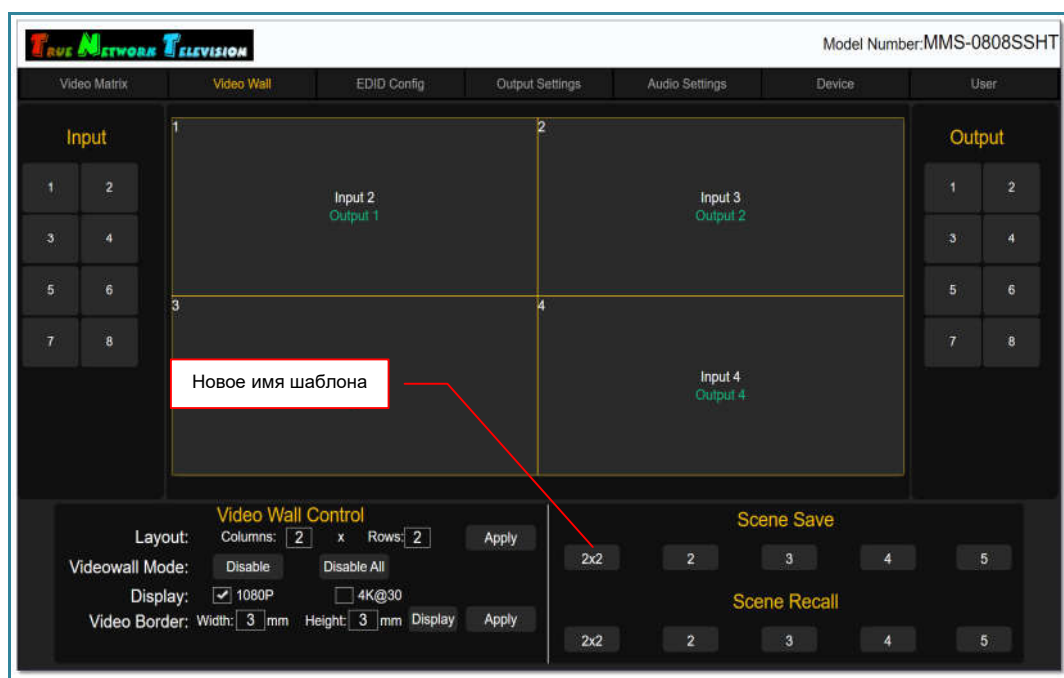 TRUE NETWORK TELEVISION
Model Number:MMS-0808SSHT
Video Matrix Video Wall EDID Config Output Settings Audio Settings Device User
Input
1 2
3 4
5 6
7 8
1
Input 2
Output 1
2
Input 3
Output 2
3
4
Input 4
Output 4
Новое имя шаблона
Output
1 2
3 4
5 6
7 8
Video Wall Control
Layout: Columns: 2 x Rows: 2 Apply
Videowall Mode: Disable Disable All
Display: 1080P 4K@30
Video Border: Width: 3 mm Height: 3 mm Display Apply
Scene Save
2x2 2 3 4 5
Scene Recall
2x2 2 3 4 5